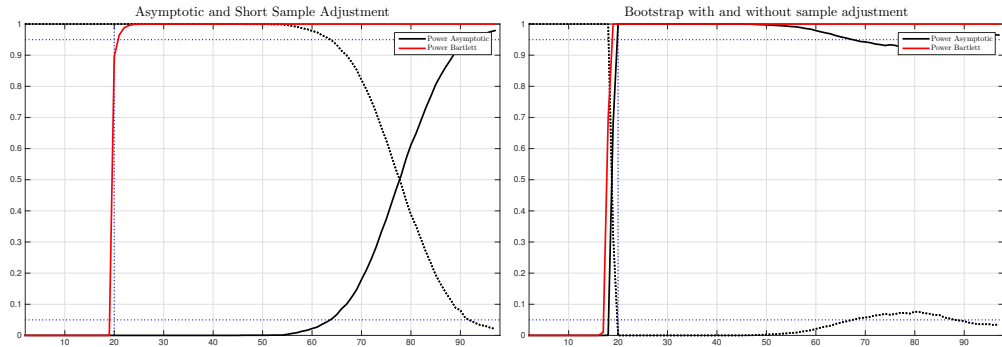 Asymptotic and Short Sample Adjustment
Power Asymptotic
Power Bartlett
1
0.9
0.8
0.7
0.6
0.5
0.4
0.3
0.2
0.1
0
10 20 30 40 50 60 70 80 90
Bootstrap with and without sample adjustment
Power Asymptotic
Power Bartlett
1
0.9
0.8
0.7
0.6
0.5
0.4
0.3
0.2
0.1
0
10 20 30 40 50 60 70 80 90